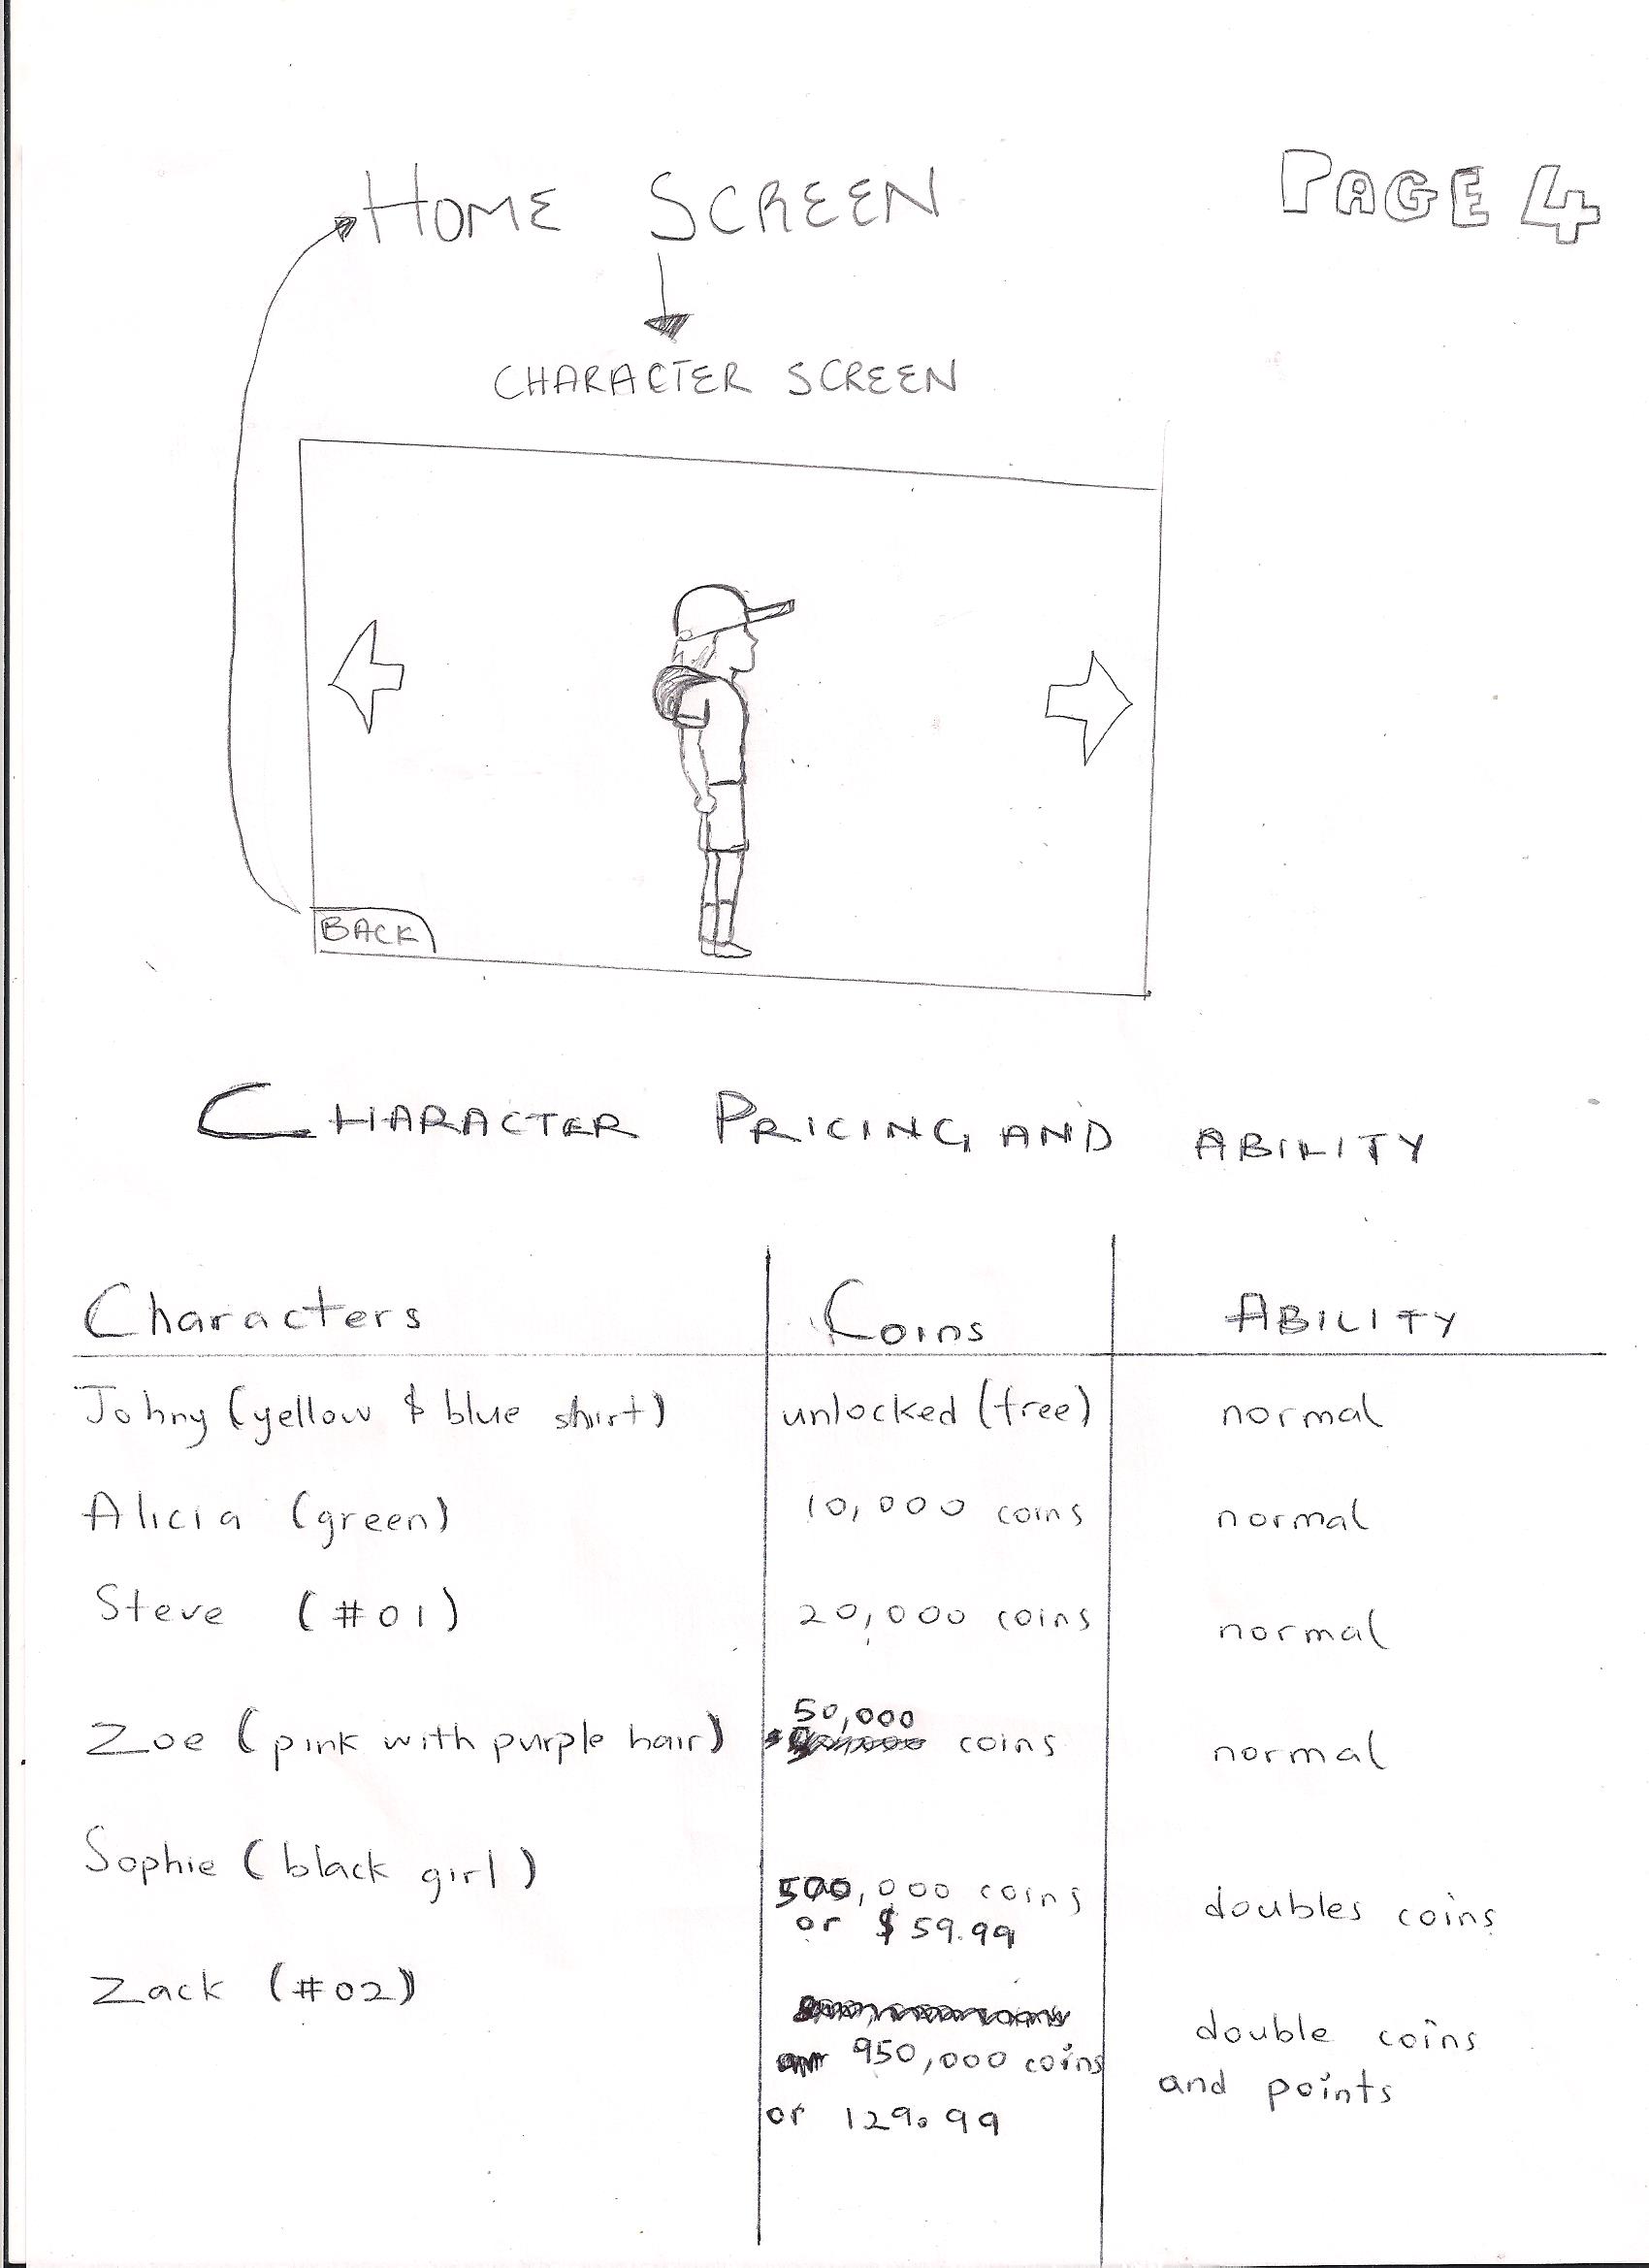 HOME SCREEN
PAGE 4
CHARACTER SCREEN
BACK
CHARACTER PRICING AND ABILITY
Characters Coins ABILITY
Johny (yellow & blue shirt) unlocked (free) normal
Alicia (green) 10,000 coins normal
Steve (#01) 20,000 coins normal
50,000
Zoe (pink with purple hair) coins normal
Sophie (black girl)
500,000 coins doubles coins
or $59.99
Zack (#02)
double coins
950,000 coins
and points
or 129.99